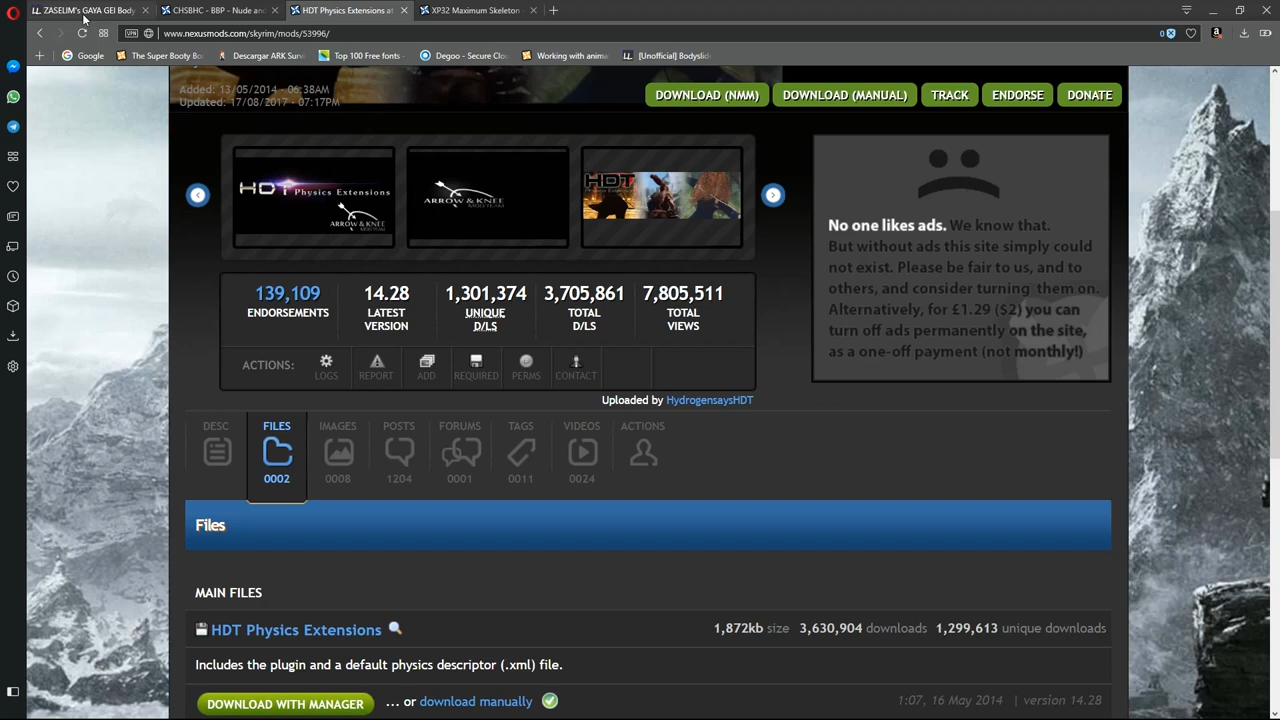 ZASELIM's GAYA GEI Body
CHSBHC - BBP - Nude and
HDT Physics Extensions at
XP32 Maximum Skeleton -
VPN www.nexusmods.com/skyrim/mods/53996/
0
Google
The Super Booty Bo
Descargar ARK Surv
Top 100 Free fonts -
Degoo - Secure Clo
Working with anima
[Unofficial] Bodyslid
Added: 13/05/2014 - 06:38AM
Updated: 17/08/2017 - 07:17PM
DOWNLOAD (NMM) DOWNLOAD (MANUAL) TRACK ENDORSE DONATE
HDT Physics Extensions
ARROW & KNEE
MOD TEAM
ARROW & KNEE
MOD TEAM
HDT
No one likes ads. We know that.
But without ads this site simply could
not exist. Please be fair to us, and to
others, and consider turning them on.
Alternatively, for £1.29 ($2) you can
turn off ads permanently on the site,
as a one-off payment (not monthly!)
139,109 14.28 1,301,374 3,705,861 7,805,511
ENDORSEMENTS LATEST VERSION UNIQUE D/LS TOTAL D/LS TOTAL VIEWS
ACTIONS: LOGS REPORT ADD REQUIRED PERMS CONTACT
Uploaded by HydrogensaysHDT
DESC FILES IMAGES POSTS FORUMS TAGS VIDEOS ACTIONS
0002 0008 1204 0001 0011 0024
Files
MAIN FILES
HDT Physics Extensions 1,872kb size 3,630,904 downloads 1,299,613 unique downloads
Includes the plugin and a default physics descriptor (.xml) file.
DOWNLOAD WITH MANAGER ... or download manually 1:07, 16 May 2014 | version 14.28